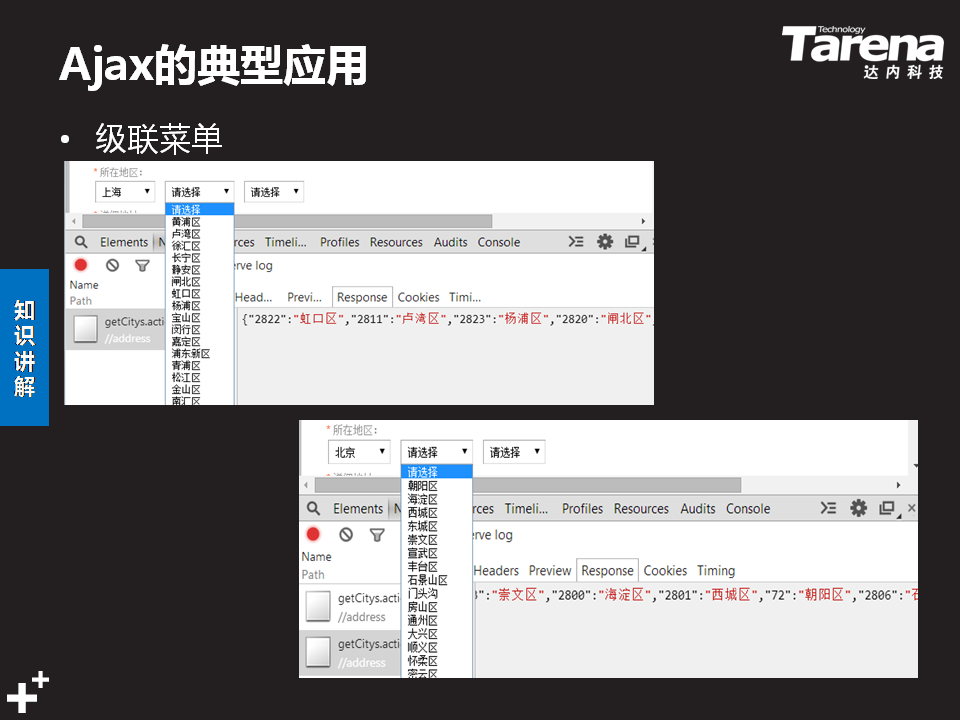 Ajax的典型应用
Technology
Tarena
达内科技
• 级联菜单
知识讲解
*所在地区:
上海 请选择 请选择
请选择
黄浦区
卢湾区
徐汇区
长宁区
静安区
闸北区
虹口区
杨浦区
宝山区
闵行区
嘉定区
浦东新区
青浦区
松江区
金山区
南汇区
Elements N rces Timeli... Profiles Resources Audits Console
erve log
Name
Path
Head... Previ... Response Cookies Timi...
getCitys.acti
//address
{"2822":"虹口区","2811":"卢湾区","2823":"杨浦区","2820":"闸北区",
*所在地区:
北京 请选择 请选择
请选择
朝阳区
海淀区
西城区
东城区
崇文区
宣武区
丰台区
石景山区
门头沟
房山区
通州区
大兴区
顺义区
怀柔区
密云区
Elements N rces Timeli... Profiles Resources Audits Console
erve log
Name
Path
Headers Preview Response Cookies Timing
getCitys.acti
//address
getCitys.acti
//address
":"崇文区","2800":"海淀区","2801":"西城区","72":"朝阳区","2806":"石